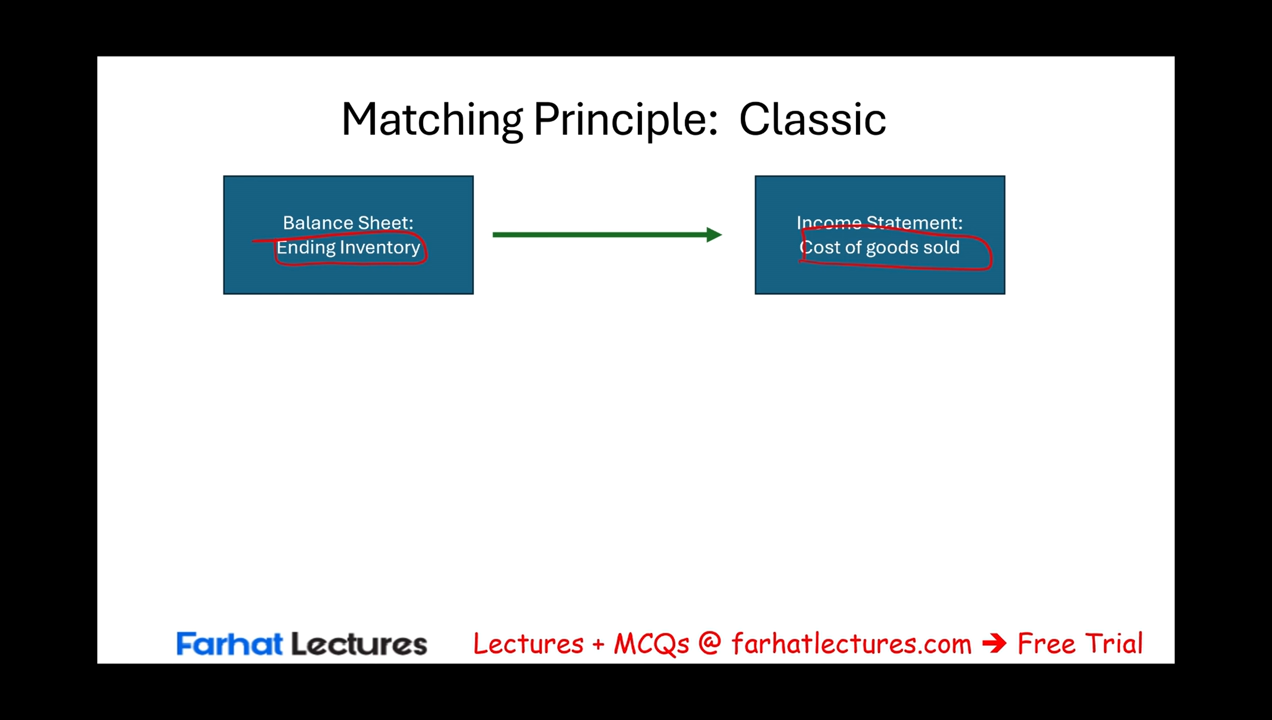 Matching Principle: Classic
Balance Sheet:
Ending Inventory
Income Statement:
Cost of goods sold
Farhat Lectures
Lectures + MCQs @ farhatlectures.com ➔ Free Trial